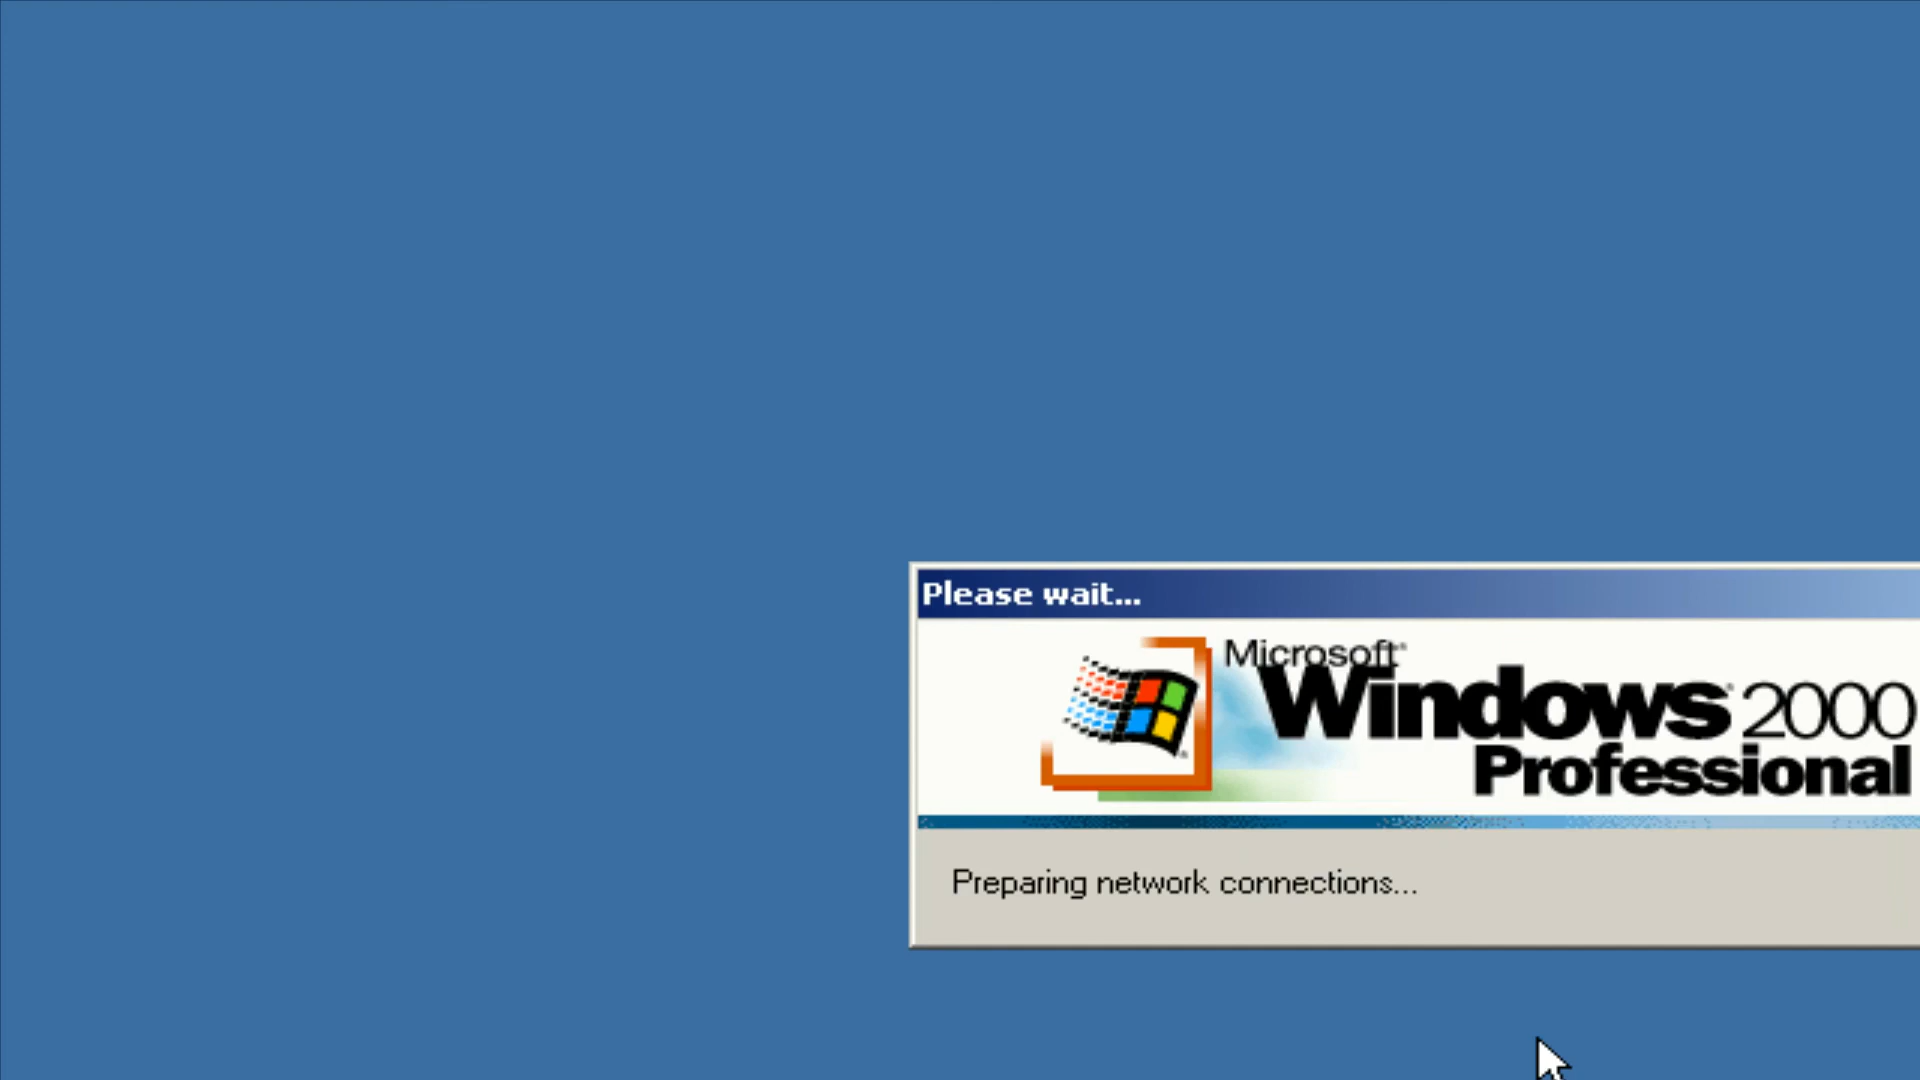 Please wait...
Microsoft®
Windows 2000
Professional
Preparing network connections...